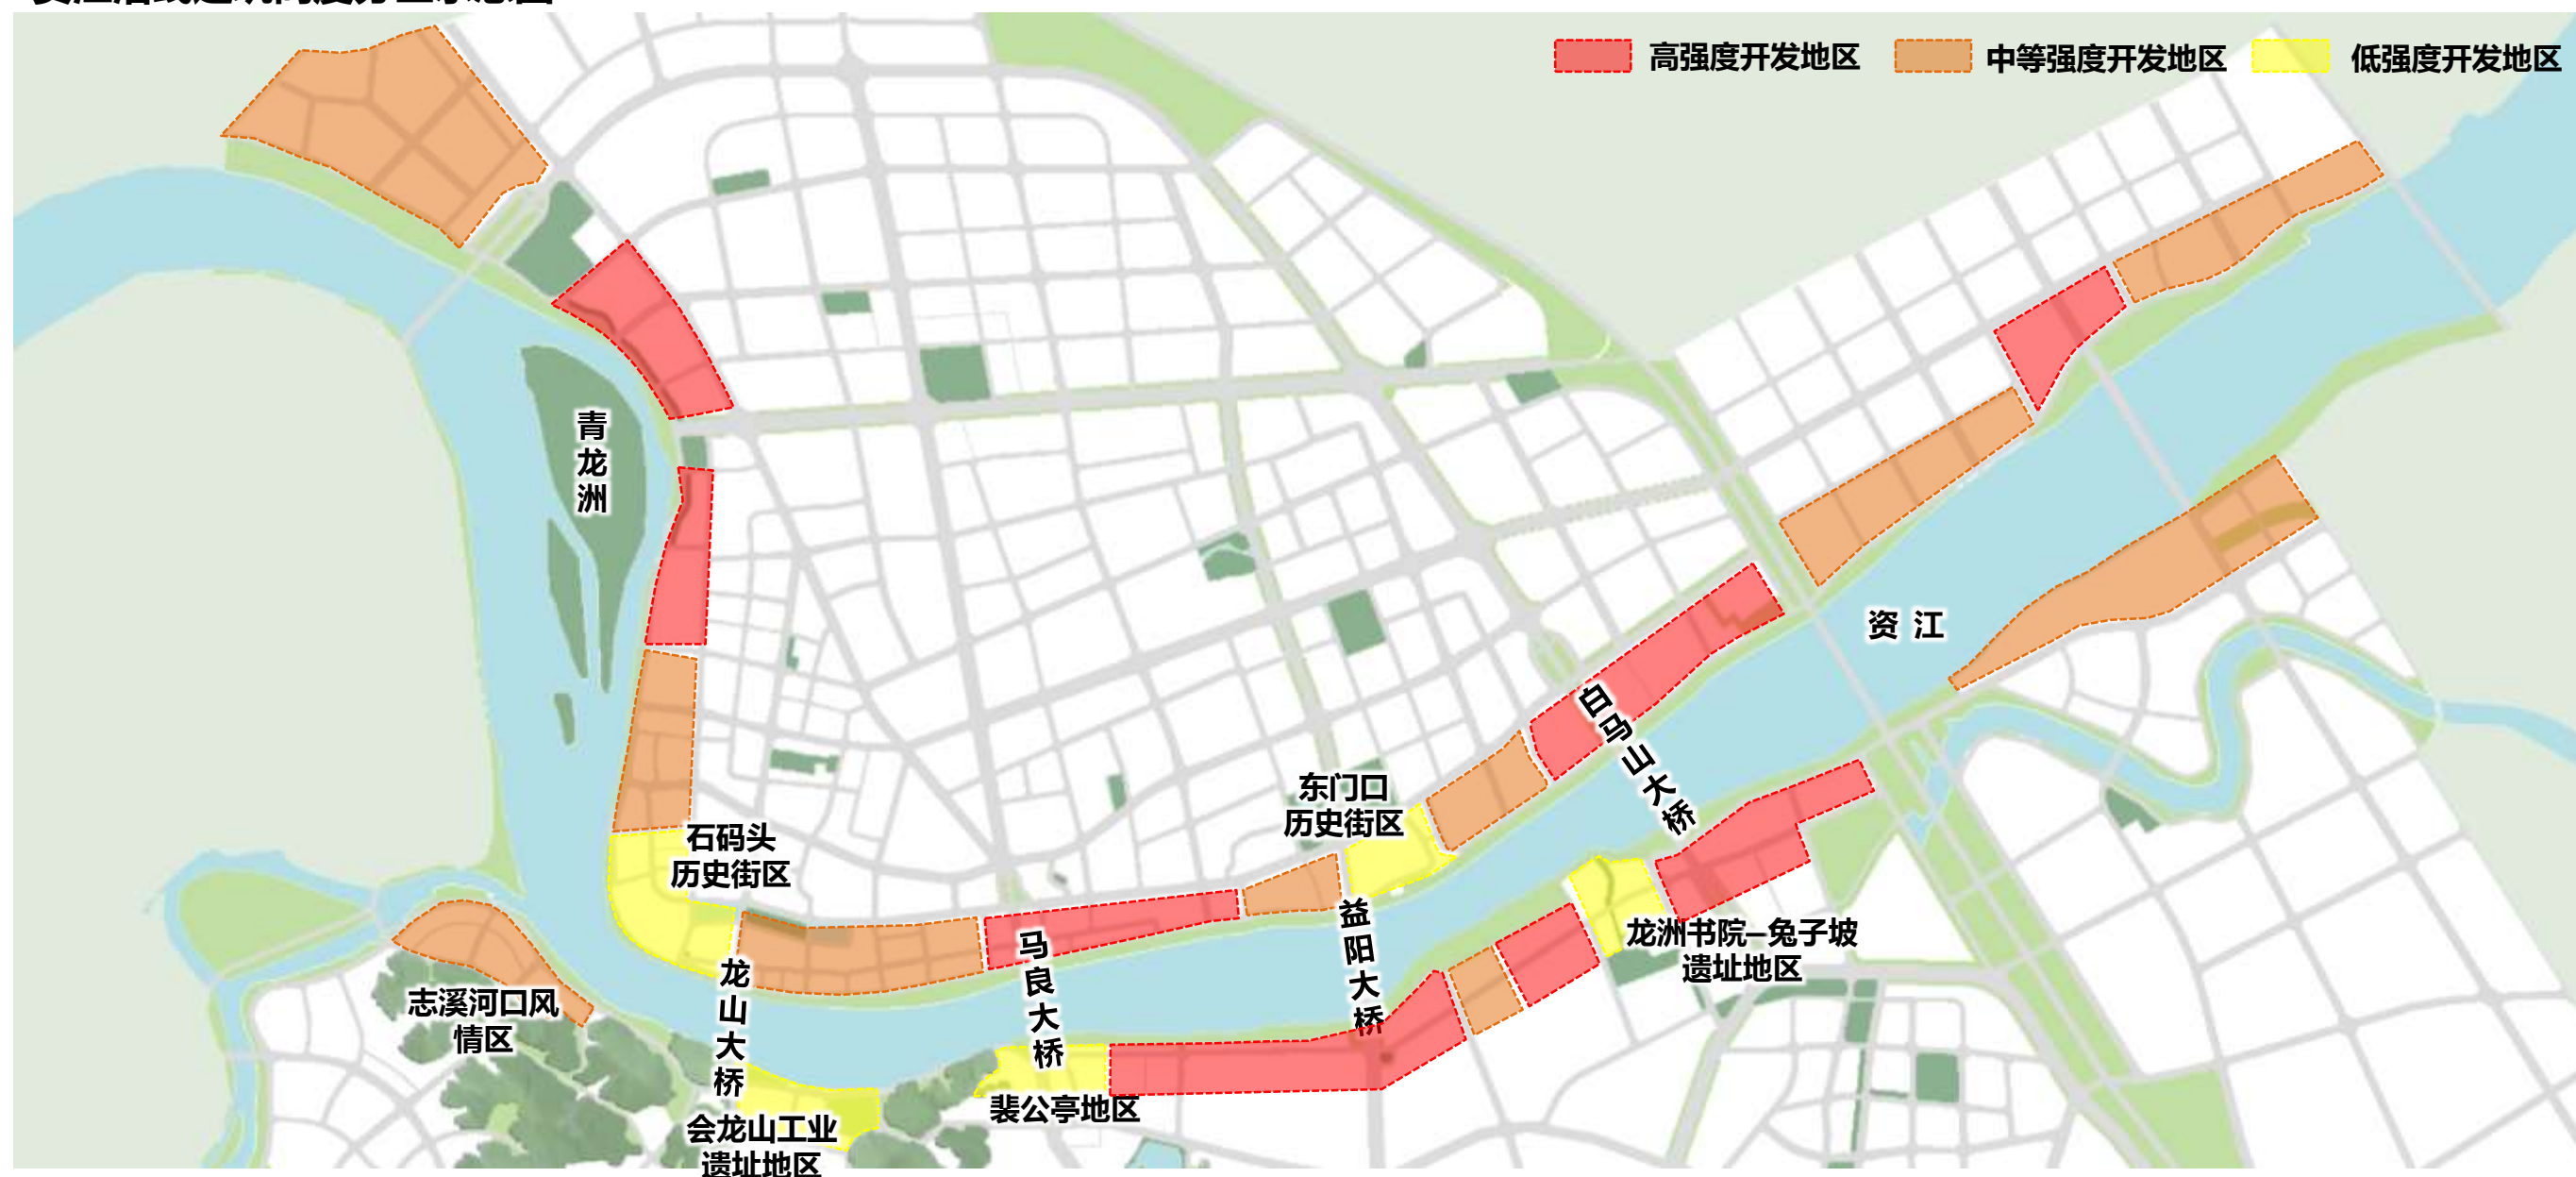 高强度开发地区
中等强度开发地区
低强度开发地区
青龙洲
资 江
白马山大桥
东门口
历史街区
石码头
历史街区
益阳大桥
龙洲书院—兔子坡
遗址地区
马良大桥
龙山大桥
志溪河口风
情区
裴公亭地区
会龙山工业
遗址地区